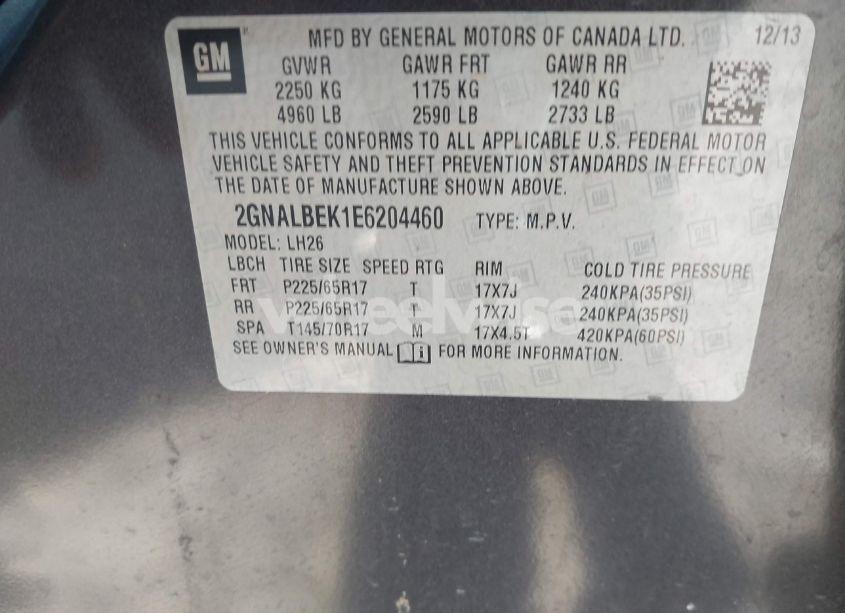 GM
MFD BY GENERAL MOTORS OF CANADA LTD. 12/13
GVWR GAWR FRT GAWR RR
2250 KG 1175 KG 1240 KG
4960 LB 2590 LB 2733 LB
THIS VEHICLE CONFORMS TO ALL APPLICABLE U.S. FEDERAL MOTOR
VEHICLE SAFETY AND THEFT PREVENTION STANDARDS IN EFFECT ON
THE DATE OF MANUFACTURE SHOWN ABOVE.
2GNALBEK1E6204460 TYPE: M.P.V.
MODEL: LH26
LBCH TIRE SIZE SPEED RTG RIM COLD TIRE PRESSURE
FRT P225/65R17 T 17X7J 240KPA(35PSI)
RR P225/65R17 T 17X7J 240KPA(35PSI)
SPA T145/70R17 M 17X4.5T 420KPA(60PSI)
SEE OWNER'S MANUAL FOR MORE INFORMATION.